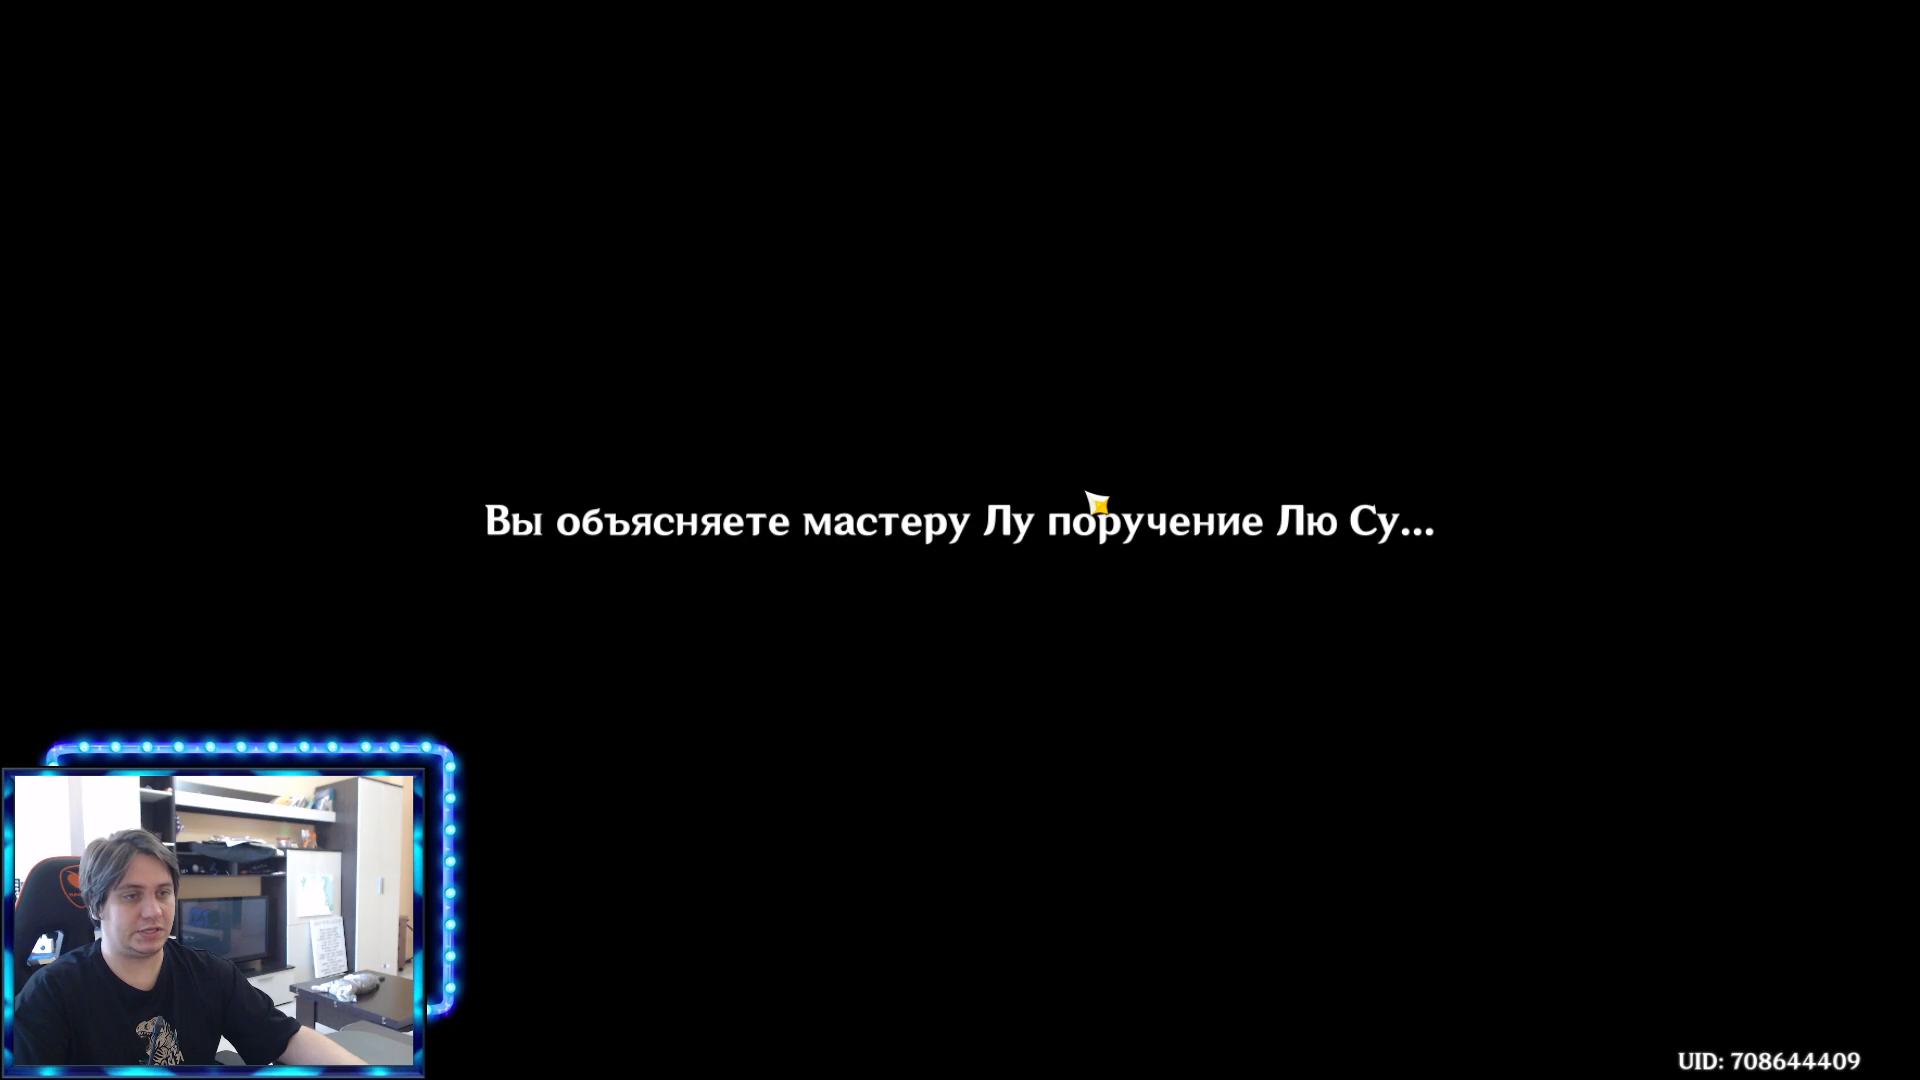 Вы объясняете мастеру Лу поручение Лю Су...
UID: 708644409